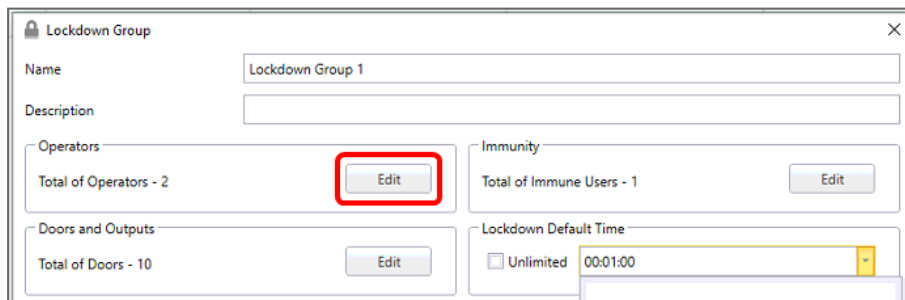 Lockdown Group
Name
Lockdown Group 1
Description
Operators
Total of Operators - 2
Edit
Immunity
Total of Immune Users - 1
Edit
Doors and Outputs
Total of Doors - 10
Edit
Lockdown Default Time
Unlimited
00:01:00